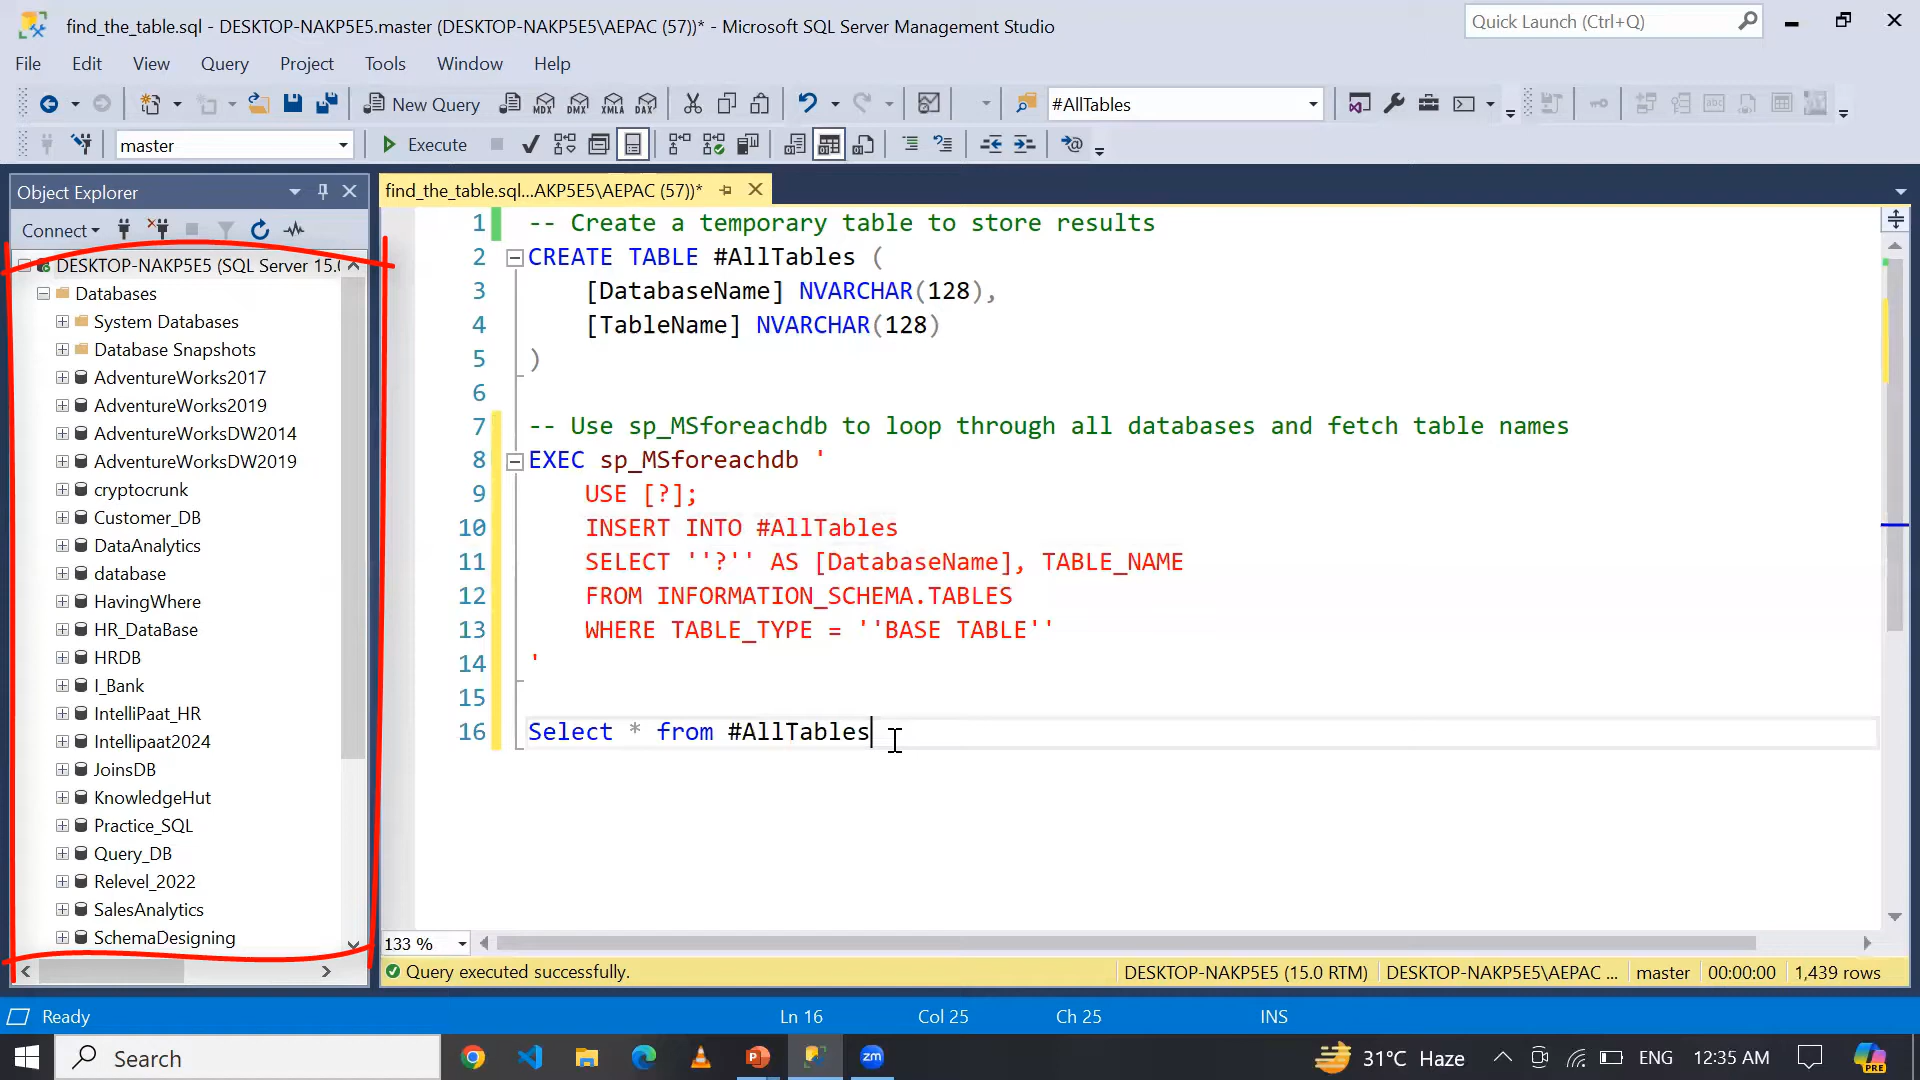 find_the_table.sql - DESKTOP-NAKP5E5.master (DESKTOP-NAKP5E5\AEPAC (57))* - Microsoft SQL Server Management Studio
Quick Launch (Ctrl+Q)
File Edit View Query Project Tools Window Help
New Query
MDX DMX XMLA DAX
#AllTables
master
Execute
Object Explorer
find_the_table.sql...AKP5E5\AEPAC (57))*
Connect
DESKTOP-NAKP5E5 (SQL Server 15.0
Databases
System Databases
Database Snapshots
AdventureWorks2017
AdventureWorks2019
AdventureWorksDW2014
AdventureWorksDW2019
cryptocrunk
Customer_DB
DataAnalytics
database
HavingWhere
HR_DataBase
HRDB
I_Bank
IntelliPaat_HR
Intellipaat2024
JoinsDB
KnowledgeHut
Practice_SQL
Query_DB
Relevel_2022
SalesAnalytics
SchemaDesigning
1 -- Create a temporary table to store results
2 CREATE TABLE #AllTables (
3 [DatabaseName] NVARCHAR(128),
4 [TableName] NVARCHAR(128)
5 )
6
7 -- Use sp_MSforeachdb to loop through all databases and fetch table names
8 EXEC sp_MSforeachdb '
9 USE [?];
10 INSERT INTO #AllTables
11 SELECT ''?'' AS [DatabaseName], TABLE_NAME
12 FROM INFORMATION_SCHEMA.TABLES
13 WHERE TABLE_TYPE = ''BASE TABLE''
14 '
15
16 Select * from #AllTables
133 %
Query executed successfully.
DESKTOP-NAKP5E5 (15.0 RTM) DESKTOP-NAKP5E5\AEPAC ... master 00:00:00 1,439 rows
Ready
Ln 16 Col 25 Ch 25 INS
Search
zm
31°C Haze
ENG
12:35 AM
PRE